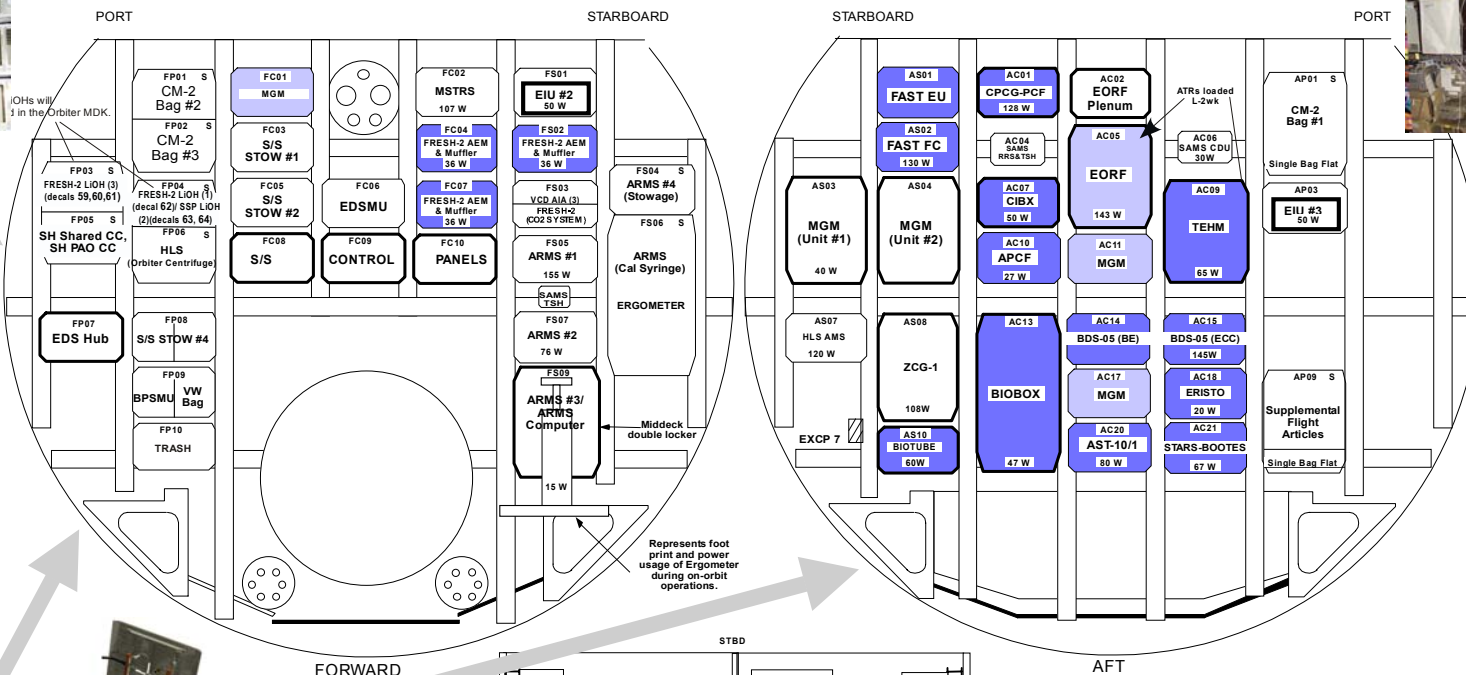 PORT
STARBOARD
STARBOARD
PORT
iOHs will
in the Orbiter MDK.
FP01 S
CM-2
Bag #2
FP02 S
CM-2
Bag #3
FP03 S
FRESH-2 LiOH (3)
(decals 59,60,61)
FP04 S
FRESH-2 LiOH (1)
(decal 62)/ SSP LiOH
(2)(decals 63, 64)
FP05 S
SH Shared CC,
SH PAO CC
FP06 S
HLS
(Orbiter Centrifuge)
FP07
EDS Hub
FP08
S/S STOW #4
FP09
BPSMU
VW
Bag
FP10
TRASH
FC01
MGM
FC03
S/S
STOW #1
FC05
S/S
STOW #2
FC06
EDSMU
FC08
S/S
FC09
CONTROL
FC10
PANELS
FC02
MSTRS
107 W
FC04
FRESH-2 AEM
& Muffler
36 W
FC07
FRESH-2 AEM
& Muffler
36 W
FS01
EIU #2
50 W
FS02
FRESH-2 AEM
& Muffler
36 W
FS03
VCD AIA (3)
FRESH-2
(CO2 SYSTEM)
FS05
ARMS #1
155 W
SAMS
TSH
FS07
ARMS #2
76 W
FS09
ARMS #3/
ARMS
Computer
15 W
FS04 S
ARMS #4
(Stowage)
FS06 S
ARMS
(Cal Syringe)
ERGOMETER
Middeck
double locker
Represents foot
print and power
usage of Ergometer
during on-orbit
operations.
FORWARD
STBD
AS01
FAST EU
AS02
FAST FC
130 W
AS03
MGM
(Unit #1)
40 W
AS04
MGM
(Unit #2)
AS07
HLS AMS
120 W
AS08
ZCG-1
108W
EXCP 7
AS10
BIOTUBE
60W
AC01
CPCG-PCF
128 W
AC02
EORF
Plenum
AC04
SAMS
RRS&TSH
AC05
EORF
143 W
ATRs loaded
L-2wk
AC06
SAMS CDU
30W
AC07
CIBX
50 W
AC09
TEHM
65 W
AC10
APCF
27 W
AC11
MGM
AC13
BIOBOX
47 W
AC14
BDS-05 (BE)
AC15
BDS-05 (ECC)
145W
AC17
MGM
AC18
ERISTO
20 W
AC20
AST-10/1
80 W
AC21
STARS-BOOTES
67 W
AP01 S
CM-2
Bag #1
Single Bag Flat
AP03
EIU #3
50 W
AP09 S
Supplemental
Flight
Articles
Single Bag Flat
AFT